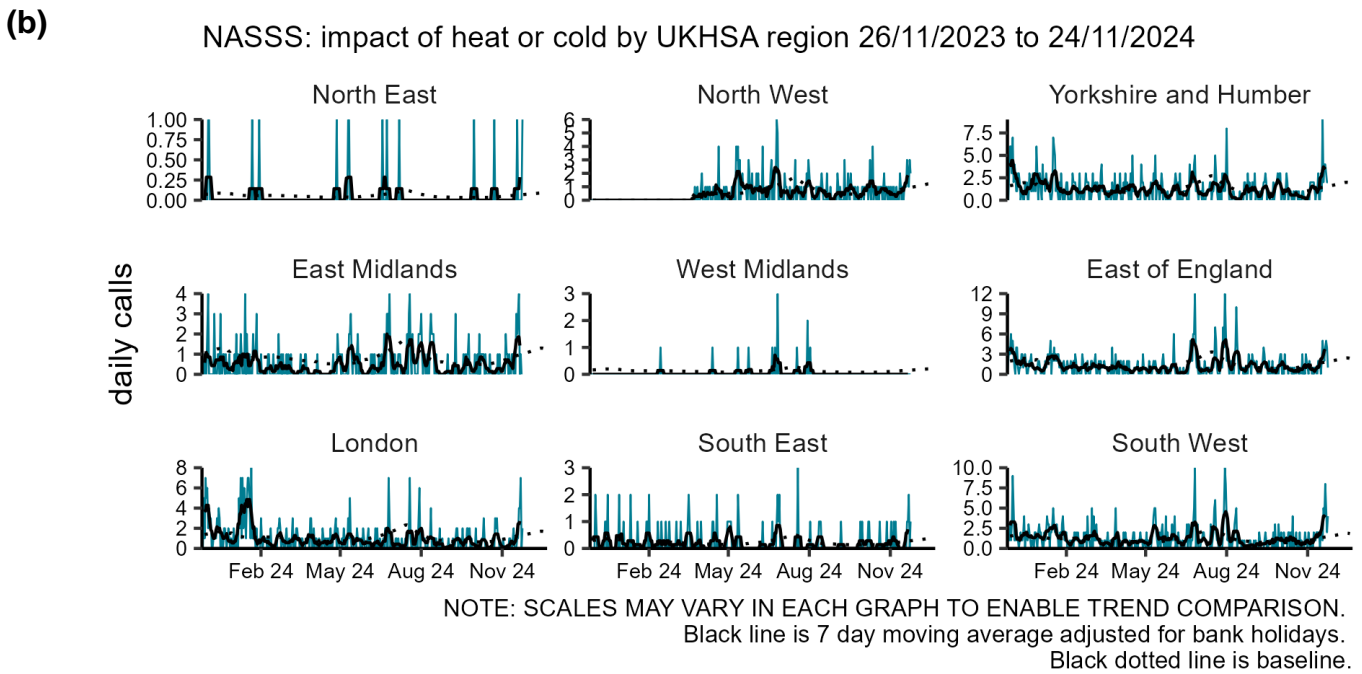 (b)
NASSS: impact of heat or cold by UKHSA region 26/11/2023 to 24/11/2024
North East
North West
Yorkshire and Humber
1.00
0.75
0.50
0.25
0.00
6
5
4
3
2
1
0
7.5
5.0
2.5
0.0
daily calls
East Midlands
West Midlands
East of England
4
3
2
1
0
3
2
1
0
12
9
6
3
0
London
South East
South West
8
6
4
2
0
3
2
1
0
10.0
7.5
5.0
2.5
0.0
Feb 24 May 24 Aug 24 Nov 24
Feb 24 May 24 Aug 24 Nov 24
Feb 24 May 24 Aug 24 Nov 24
NOTE: SCALES MAY VARY IN EACH GRAPH TO ENABLE TREND COMPARISON.
Black line is 7 day moving average adjusted for bank holidays.
Black dotted line is baseline.